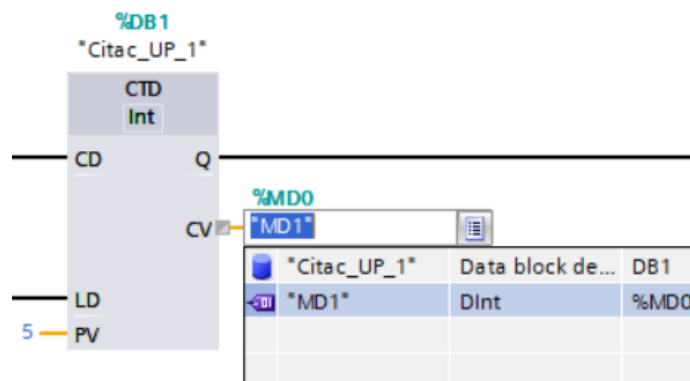 %DB1
"Citac_UP_1"
CTD
Int
CD Q
%MD0
CV "MD1"
"Citac_UP_1" Data block de... DB1
LD "MD1" DInt %MD0
5 PV